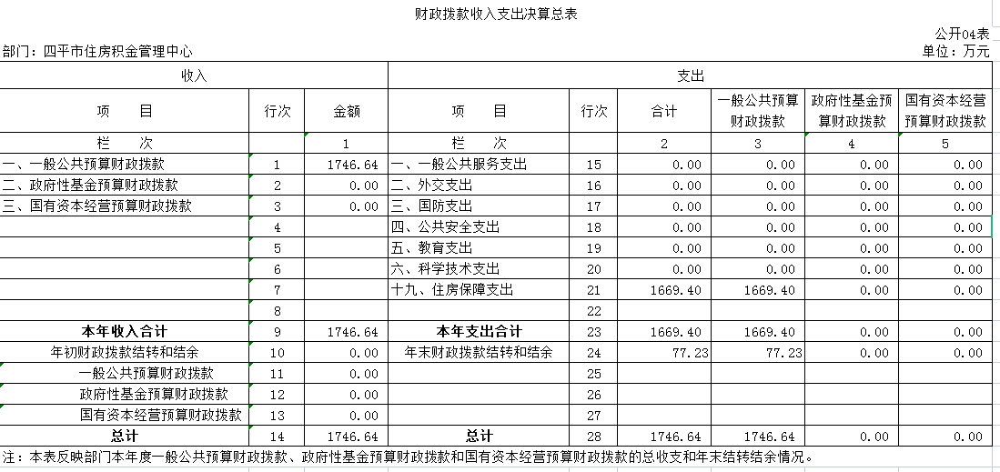 财政拨款收入支出决算总表
公开04表
部门：四平市住房积金管理中心 单位：万元
收入 支出
项 目 行次 金额 项 目 行次 合计 一般公共预算财政拨款 政府性基金预算财政拨款 国有资本经营预算财政拨款
栏 次 1 栏 次 2 3 4 5
一、一般公共预算财政拨款 1 1746.64 一、一般公共服务支出 15 0.00 0.00 0.00 0.00
二、政府性基金预算财政拨款 2 0.00 二、外交支出 16 0.00 0.00 0.00 0.00
三、国有资本经营预算财政拨款 3 0.00 三、国防支出 17 0.00 0.00 0.00 0.00
4 四、公共安全支出 18 0.00 0.00 0.00 0.00
5 五、教育支出 19 0.00 0.00 0.00 0.00
6 六、科学技术支出 20 0.00 0.00 0.00 0.00
7 十九、住房保障支出 21 1669.40 1669.40 0.00 0.00
8 22
本年收入合计 9 1746.64 本年支出合计 23 1669.40 1669.40 0.00 0.00
年初财政拨款结转和结余 10 0.00 年末财政拨款结转和结余 24 77.23 77.23 0.00 0.00
一般公共预算财政拨款 11 0.00 25
政府性基金预算财政拨款 12 0.00 26
国有资本经营预算财政拨款 13 0.00 27
总计 14 1746.64 总计 28 1746.64 1746.64 0.00 0.00
注：本表反映部门本年度一般公共预算财政拨款、政府性基金预算财政拨款和国有资本经营预算财政拨款的总收支和年末结转结余情况。